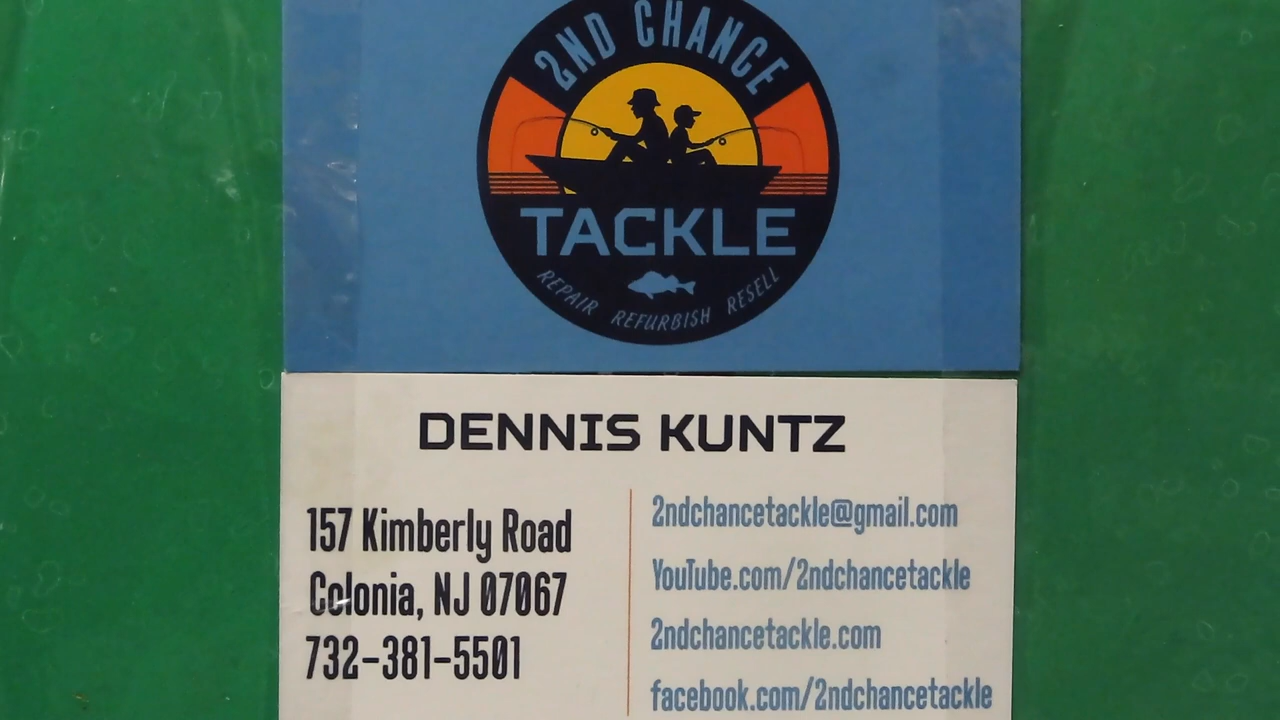 2ND CHANCE
TACKLE
REPAIR REFURBISH RESELL
DENNIS KUNTZ
157 Kimberly Road
Colonia, NJ 07067
732-381-5501
2ndchancetackle@gmail.com
YouTube.com/2ndchancetackle
2ndchancetackle.com
facebook.com/2ndchancetackle